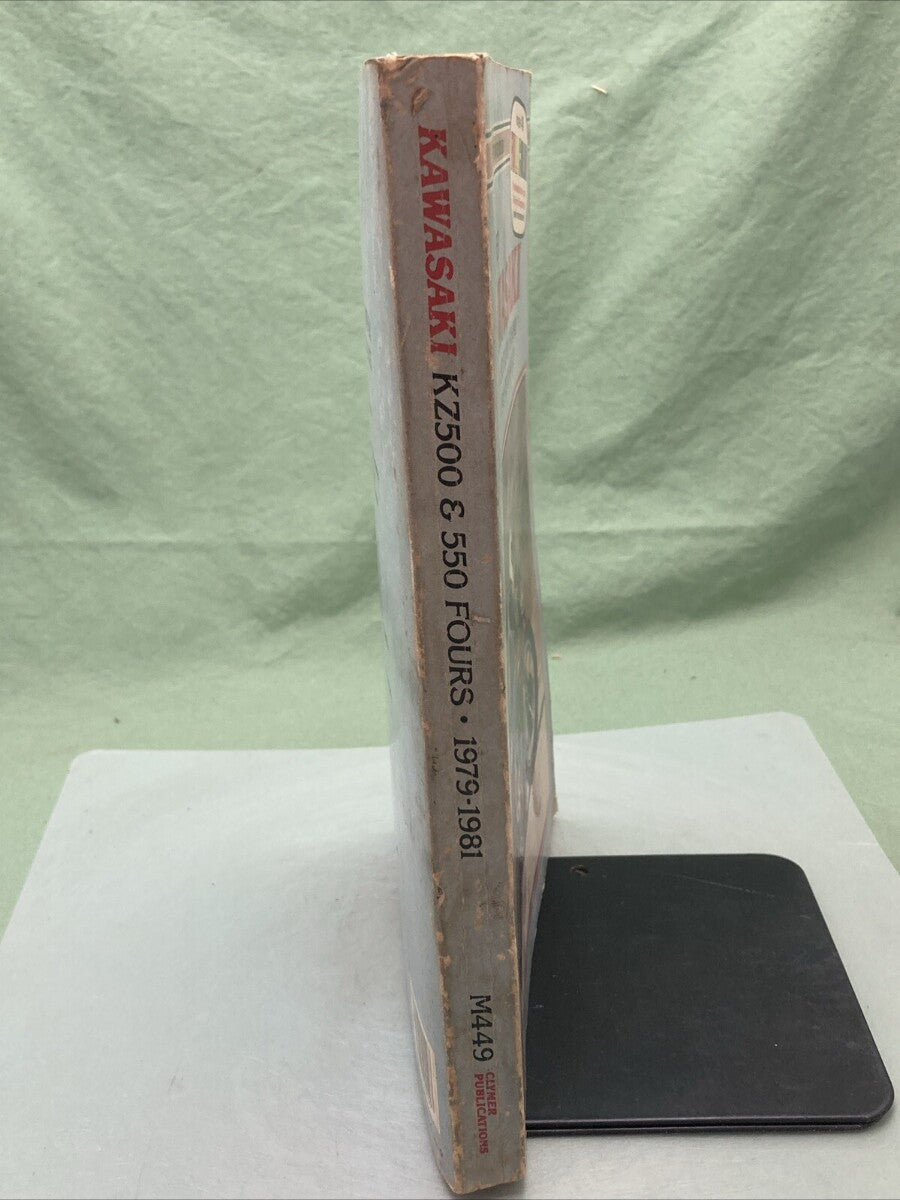 KAWASAKI KZ500 & 550 FOURS • 1979-1981
M449
CLYMER
PUBLICATIONS